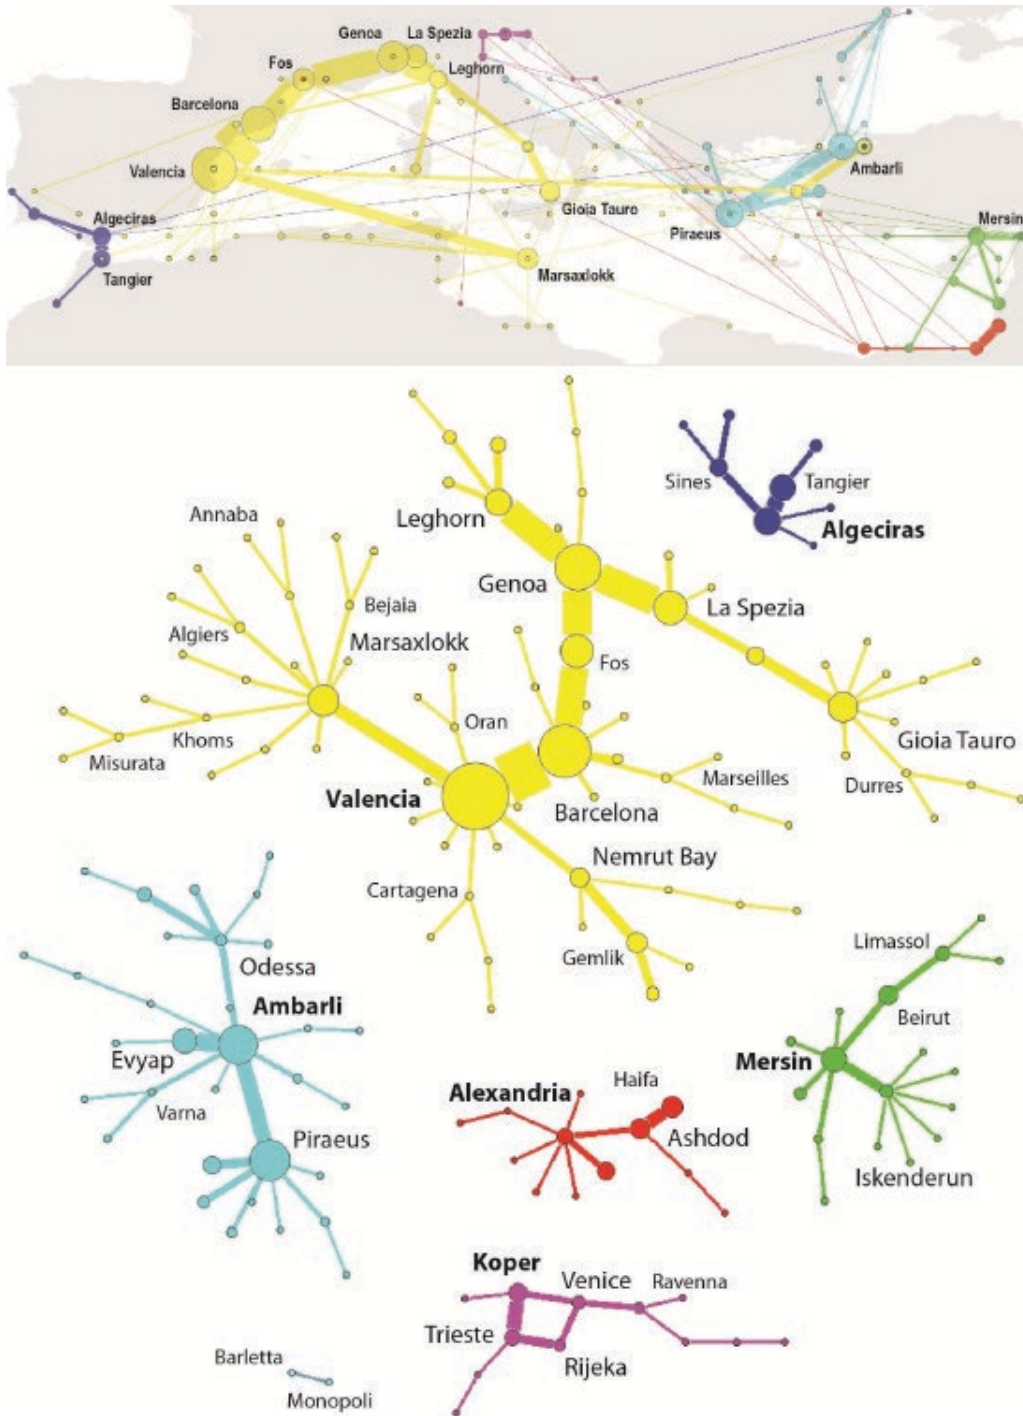 Genoa
La Spezia
Fos
Leghorn
Barcelona
Valencia
Ambarli
Algeciras
Gioia Tauro
Piraeus
Mersin
Tangier
Marsaxlokk
Sines
Tangier
Algeciras
Leghorn
Annaba
Genoa
La Spezia
Bejaia
Algiers
Marsaxlokk
Fos
Oran
Khoms
Misurata
Gioia Tauro
Marseilles
Durres
Valencia
Barcelona
Nemrut Bay
Cartagena
Gemlik
Limassol
Odessa
Ambarli
Beirut
Evyap
Mersin
Varna
Alexandria
Haifa
Ashdod
Piraeus
Iskenderun
Koper
Venice
Ravenna
Trieste
Rijeka
Barletta
Monopoli